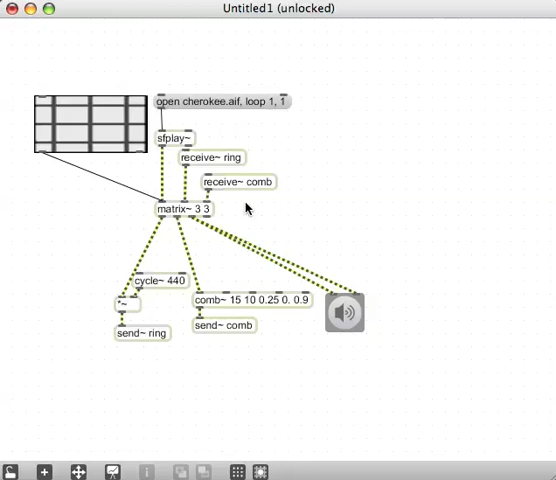 Untitled1 (unlocked)
open cherokee.aif, loop 1, 1
sfplay~
receive~ ring
receive~ comb
matrix~ 3 3
cycle~ 440
*~
comb~ 15 10 0.25 0. 0.9
send~ comb
send~ ring